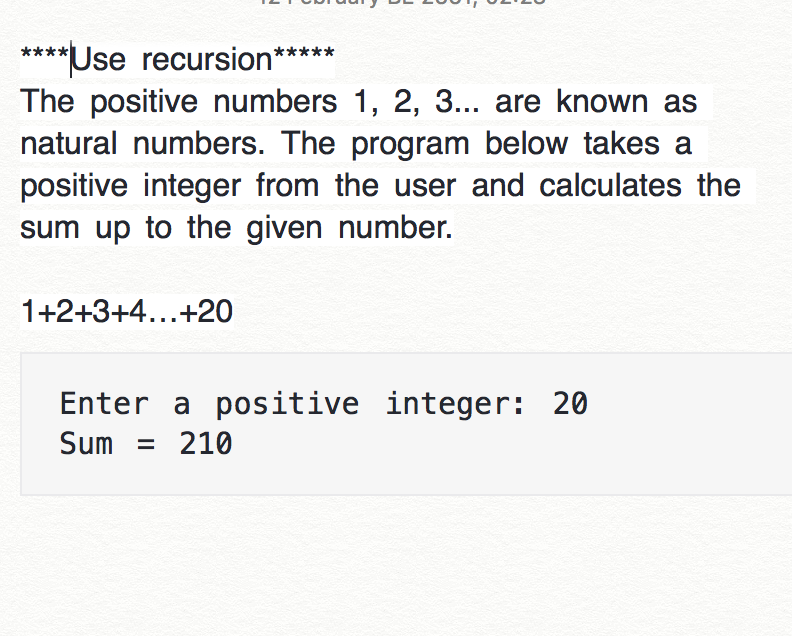 ****Use recursion*****
The positive numbers 1, 2, 3... are known as
natural numbers. The program below takes a
positive integer from the user and calculates the
sum up to the given number.
1+2+3+4…+20
Enter a positive integer: 20
Sum = 210